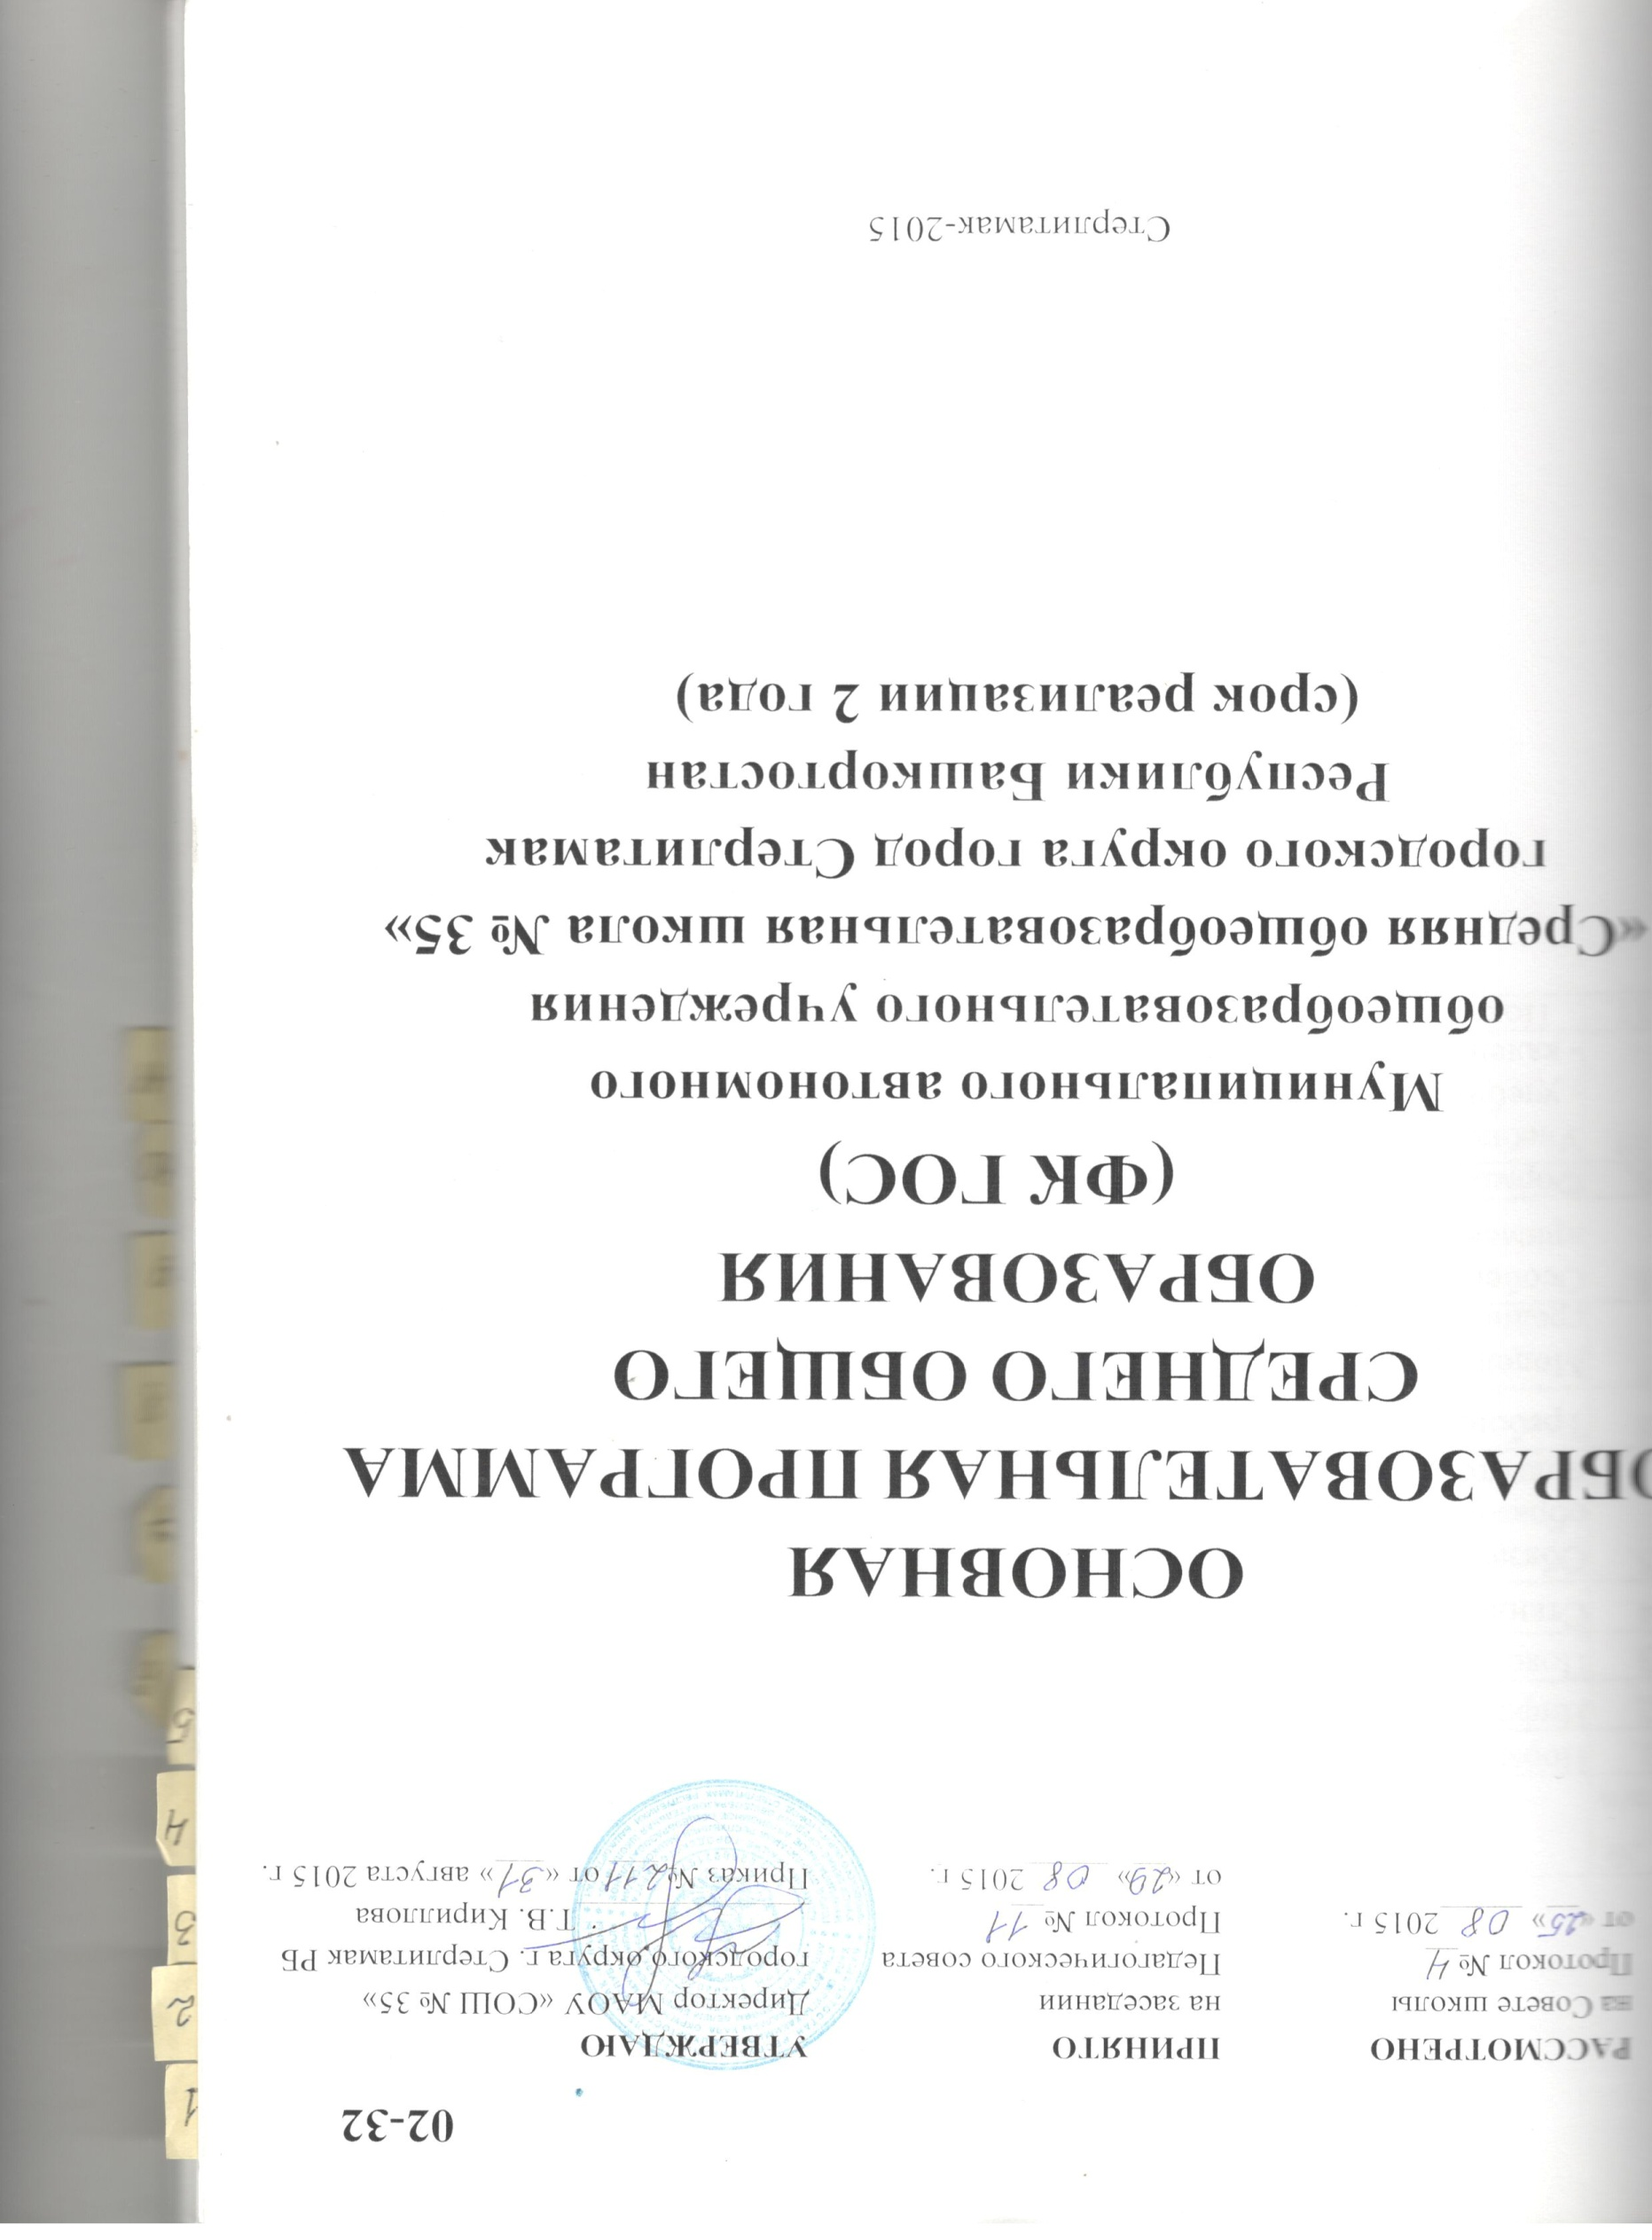 02-32
РАССМОТРЕНО
на Совете школы
Протокол № 4
от «25» 08 2015 г.
ПРИНЯТО
на заседании
Педагогического совета
Протокол № 11
от «29» 08 2015 г.
УТВЕРЖДАЮ
Директор МАОУ «СОШ № 35»
городского округа г. Стерлитамак РБ
Т.В. Кириллова
Приказ № 211 от «31» августа 2015 г.
ОСНОВНАЯ
ОБРАЗОВАТЕЛЬНАЯ ПРОГРАММА
СРЕДНЕГО ОБЩЕГО
ОБРАЗОВАНИЯ
(ФК ГОС)
Муниципального автономного
общеобразовательного учреждения
«Средняя общеобразовательная школа № 35»
городского округа город Стерлитамак
Республики Башкортостан
(срок реализации 2 года)
Стерлитамак-2015
1
2
3
4
5